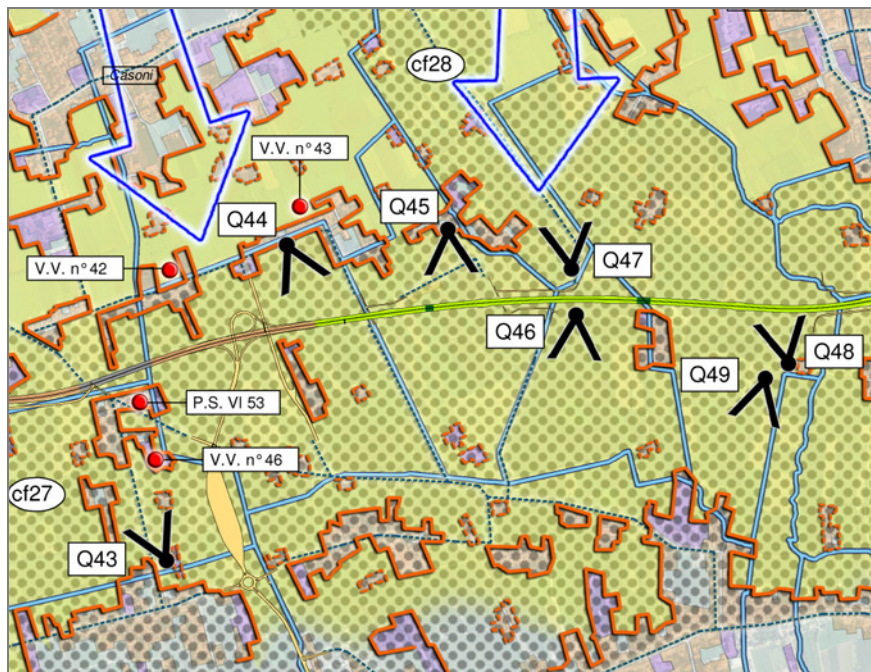 Casoni
cf28
V.V. n°43
Q44
Q45
V.V. n°42
Q47
Q46
Q48
Q49
P.S. VI 53
V.V. n°46
cf27
Q43